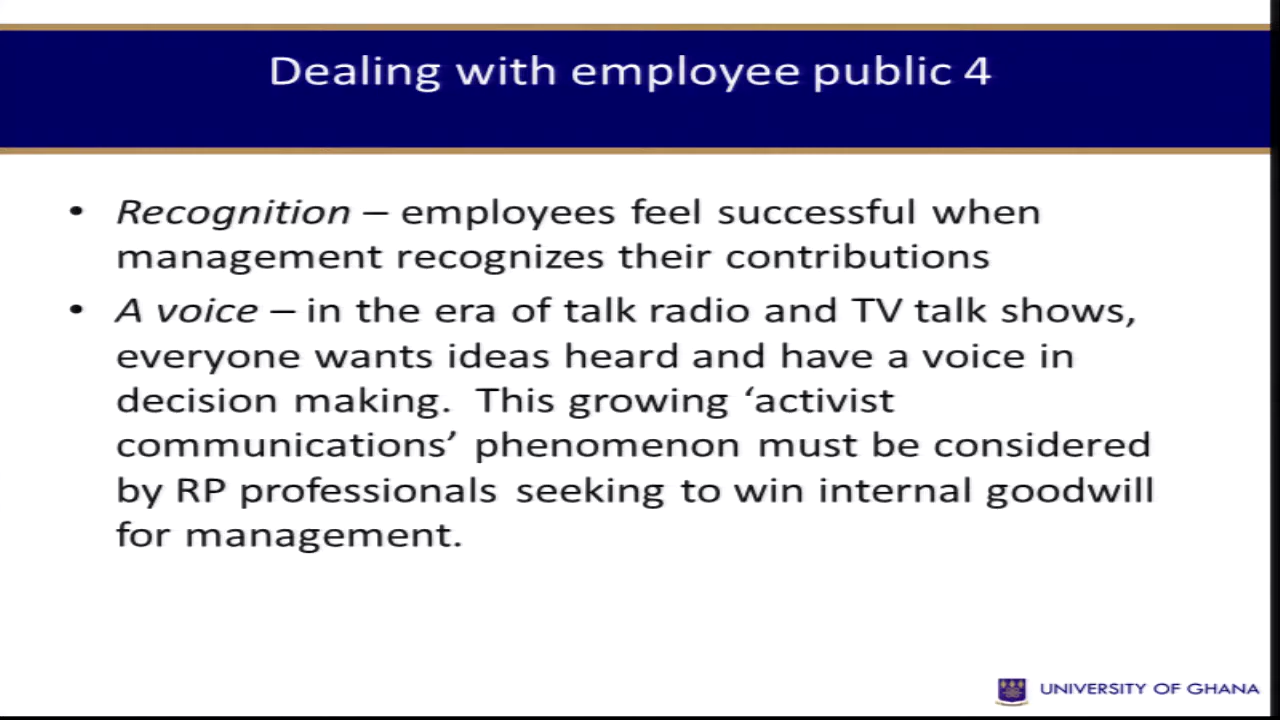 Dealing with employee public 4
• Recognition – employees feel successful when
management recognizes their contributions
• A voice – in the era of talk radio and TV talk shows,
everyone wants ideas heard and have a voice in
decision making.  This growing ‘activist
communications’ phenomenon must be considered
by RP professionals seeking to win internal goodwill
for management.
UNIVERSITY OF GHANA